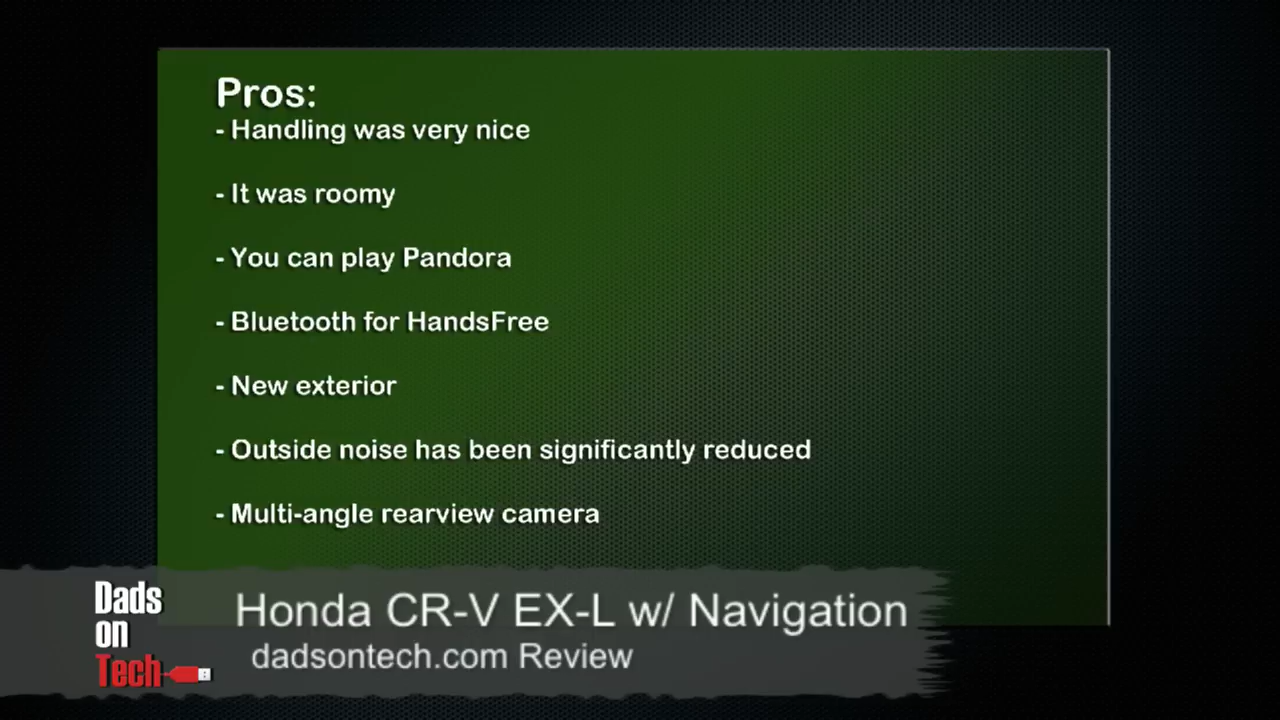 Pros:
- Handling was very nice
- It was roomy
- You can play Pandora
- Bluetooth for HandsFree
- New exterior
- Outside noise has been significantly reduced
- Multi-angle rearview camera
Dads
on
Tech
Honda CR-V EX-L w/ Navigation
dadsontech.com Review